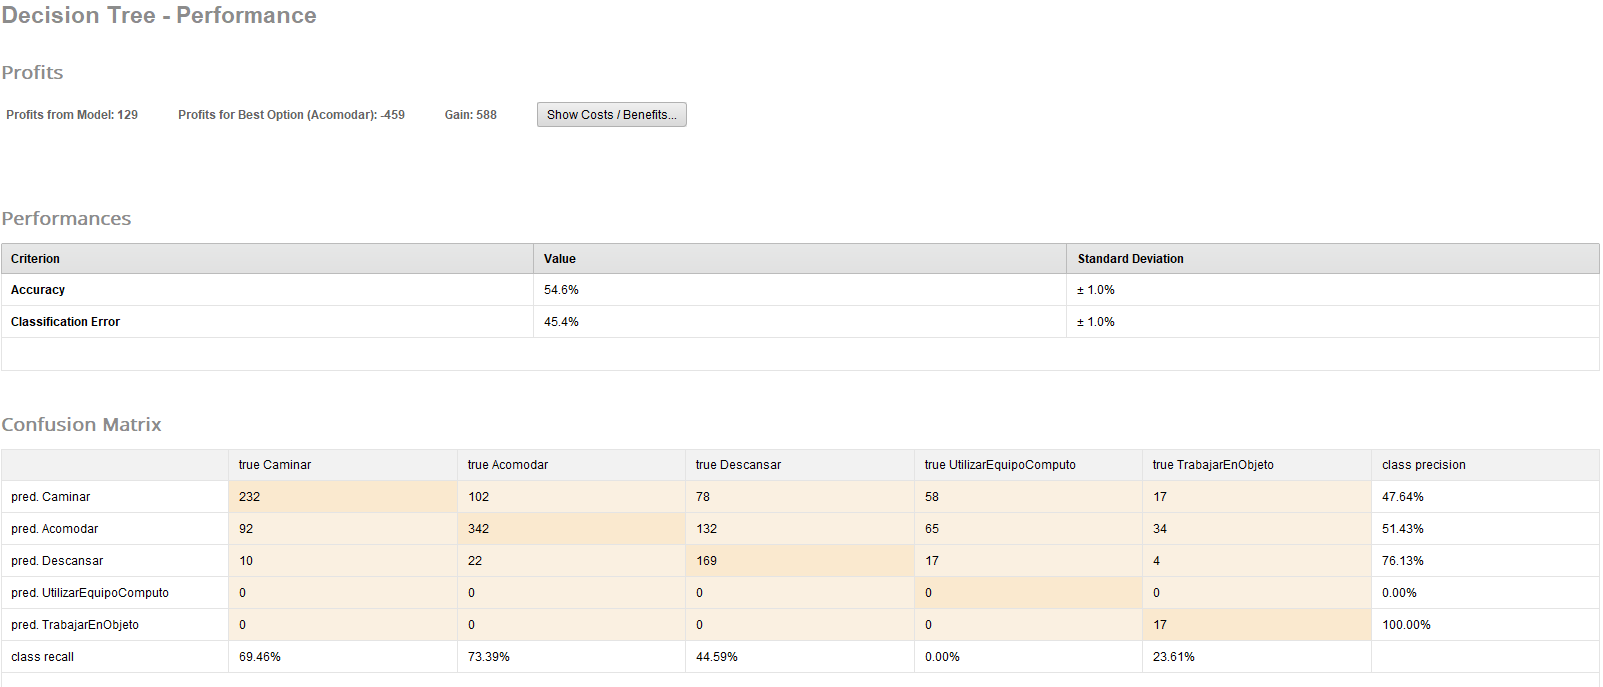 Decision Tree - Performance
Profits
Profits from Model: 129 Profits for Best Option (Acomodar): -459 Gain: 588 Show Costs / Benefits...
Performances
Criterion Value Standard Deviation
Accuracy 54.6% ± 1.0%
Classification Error 45.4% ± 1.0%
Confusion Matrix
true Caminar true Acomodar true Descansar true UtilizarEquipoComputo true TrabajarEnObjeto class precision
pred. Caminar 232 102 78 58 17 47.64%
pred. Acomodar 92 342 132 65 34 51.43%
pred. Descansar 10 22 169 17 4 76.13%
pred. UtilizarEquipoComputo 0 0 0 0 0 0.00%
pred. TrabajarEnObjeto 0 0 0 0 17 100.00%
class recall 69.46% 73.39% 44.59% 0.00% 23.61%